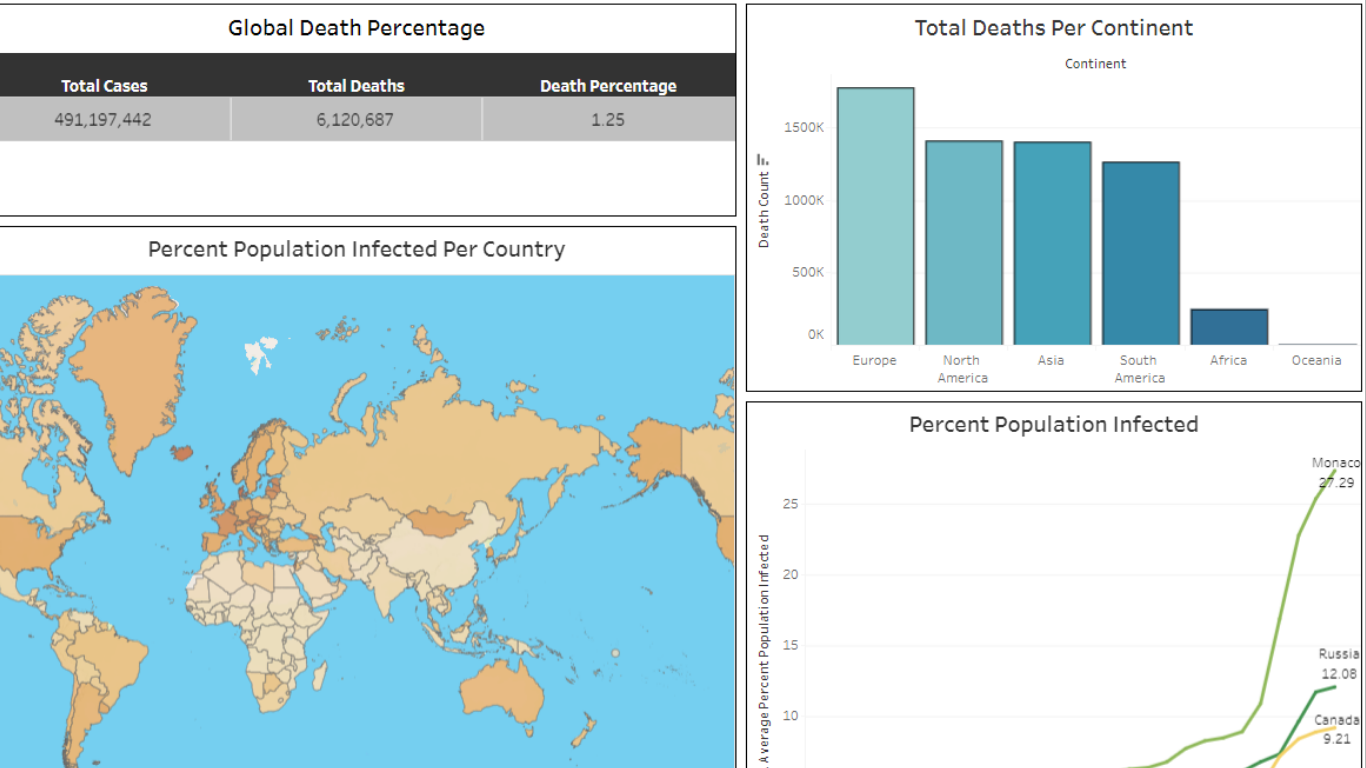 Global Death Percentage
Total Cases Total Deaths Death Percentage
491,197,442 6,120,687 1.25
Percent Population Infected Per Country
Total Deaths Per Continent
Continent
Death Count
1500K
1000K
500K
0K
Europe North America Asia South America Africa Oceania
Percent Population Infected
. Average Percent Population Infected
25
20
15
10
Monaco
27.29
Russia
12.08
Canada
9.21